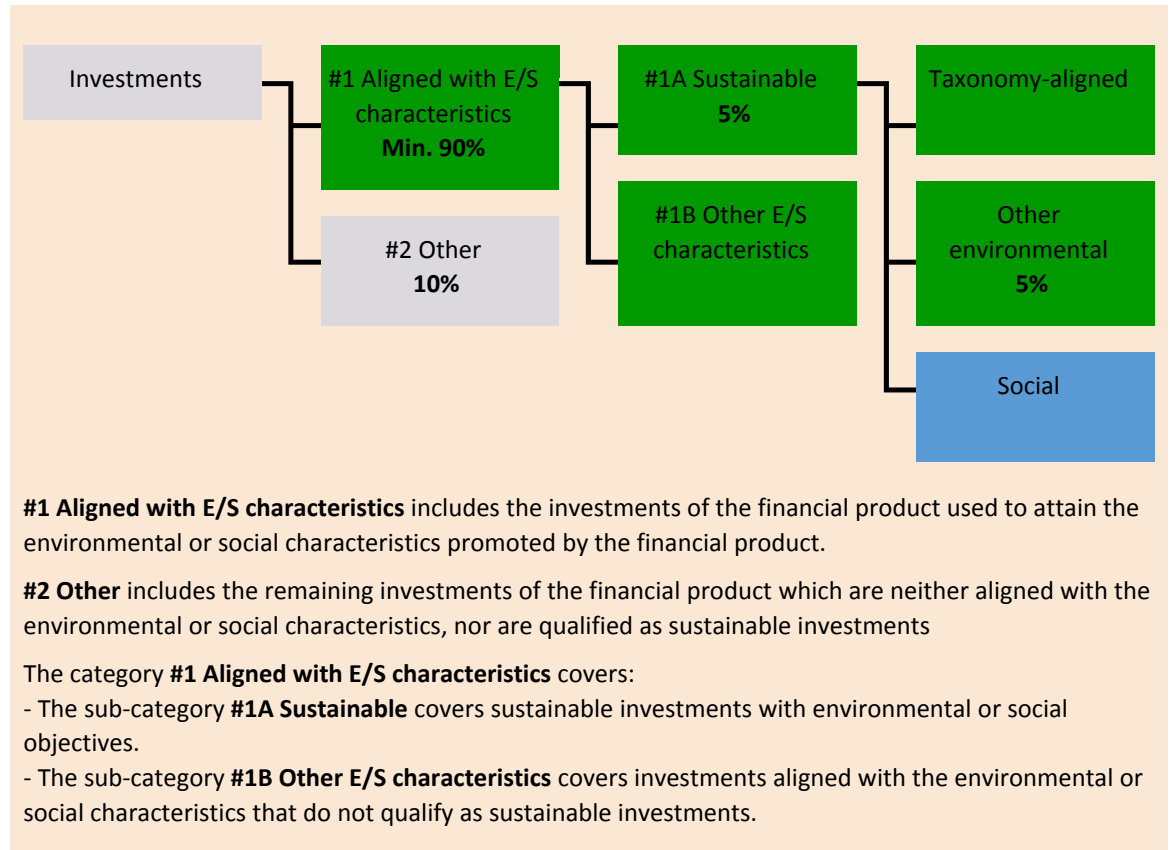 Investments
#1 Aligned with E/S
characteristics
Min. 90%
#2 Other
10%
#1A Sustainable
5%
#1B Other E/S
characteristics
Taxonomy-aligned
Other
environmental
5%
Social
#1 Aligned with E/S characteristics includes the investments of the financial product used to attain the
environmental or social characteristics promoted by the financial product.
#2 Other includes the remaining investments of the financial product which are neither aligned with the
environmental or social characteristics, nor are qualified as sustainable investments
The category #1 Aligned with E/S characteristics covers:
- The sub-category #1A Sustainable covers sustainable investments with environmental or social
objectives.
- The sub-category #1B Other E/S characteristics covers investments aligned with the environmental or
social characteristics that do not qualify as sustainable investments.